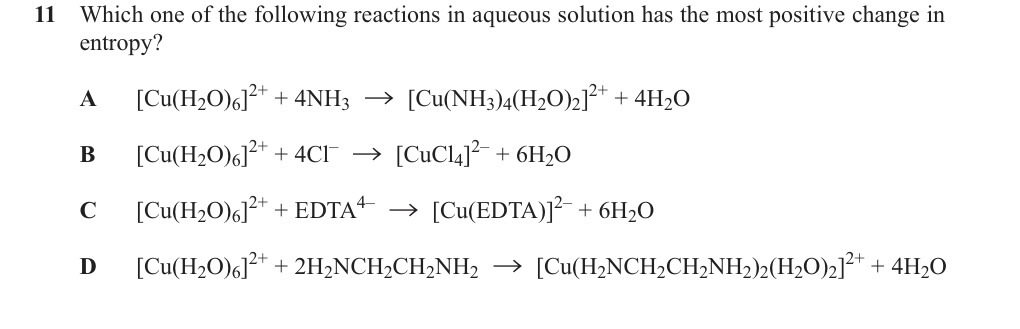 11 Which one of the following reactions in aqueous solution has the most positive change in
entropy?
A [Cu(H₂O)₆]²⁺ + 4NH₃ → [Cu(NH₃)₄(H₂O)₂]²⁺ + 4H₂O
B [Cu(H₂O)₆]²⁺ + 4Cl⁻ → [CuCl₄]²⁻ + 6H₂O
C [Cu(H₂O)₆]²⁺ + EDTA⁴⁻ → [Cu(EDTA)]²⁻ + 6H₂O
D [Cu(H₂O)₆]²⁺ + 2H₂NCH₂CH₂NH₂ → [Cu(H₂NCH₂CH₂NH₂)₂(H₂O)₂]²⁺ + 4H₂O